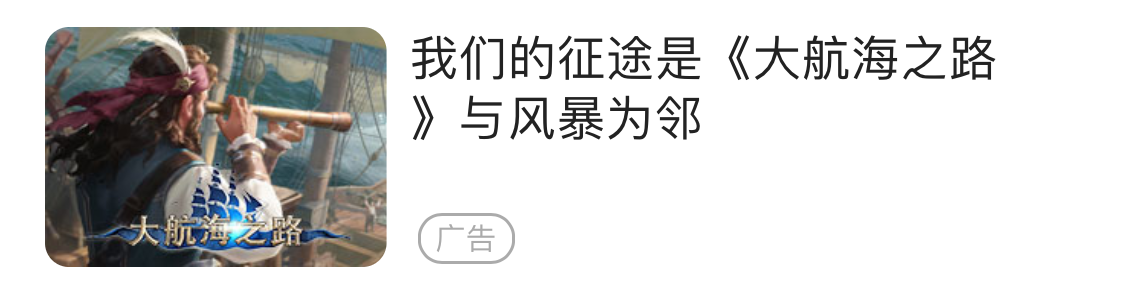 我们的征途是《大航海之路
》与风暴为邻
大航海之路
广告